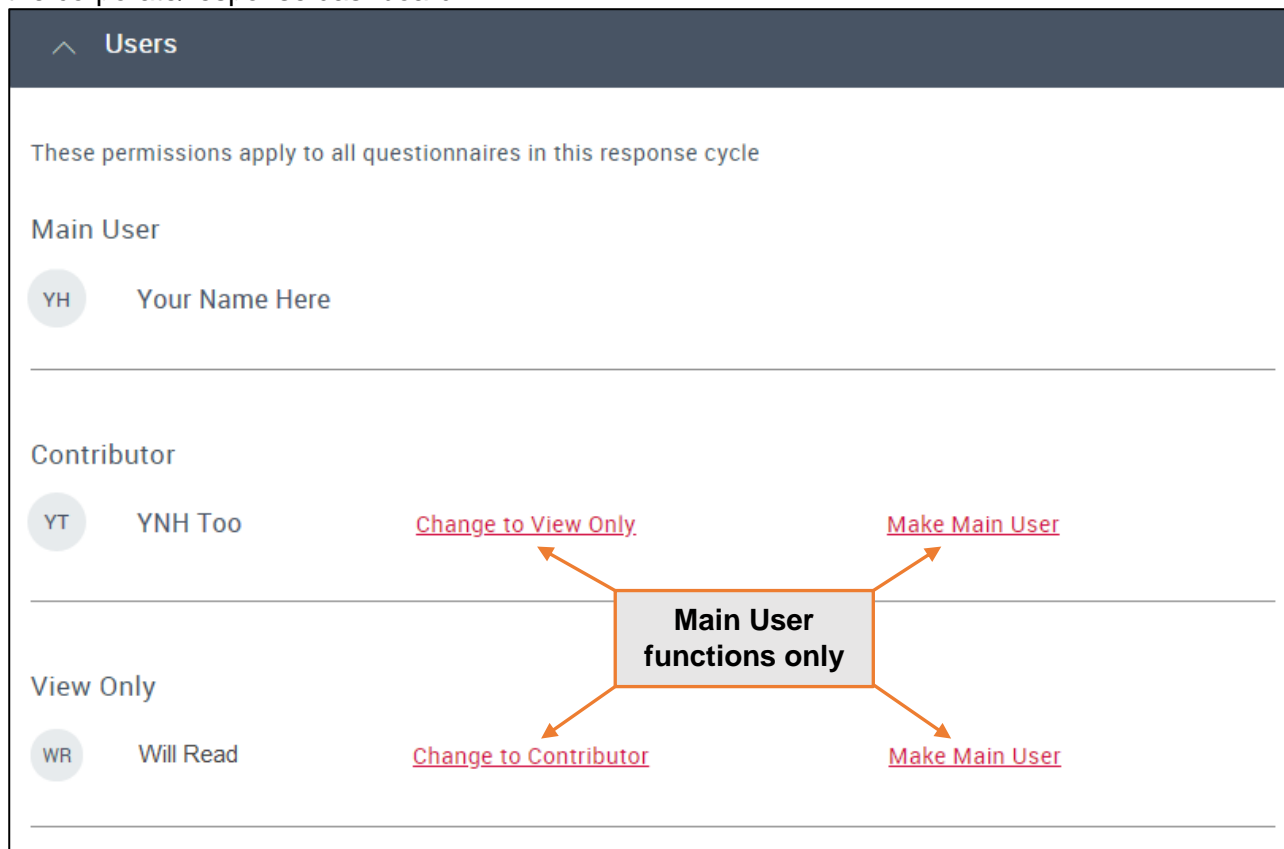 Users
These permissions apply to all questionnaires in this response cycle
Main User
YH Your Name Here
Contributor
YT YNH Too Change to View Only Make Main User
Main User
functions only
View Only
WR Will Read Change to Contributor Make Main User